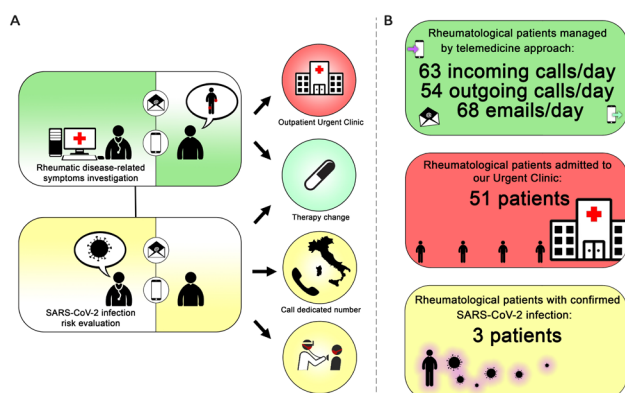 A
Outpatient Urgent Clinic
Rheumatic disease-related
symptoms investigation
Therapy change
SARS-CoV-2 infection
risk evaluation
Call dedicated number
B
Rheumatological patients managed
by telemedicine approach:
63 incoming calls/day
54 outgoing calls/day
68 emails/day
Rheumatological patients admitted to
our Urgent Clinic:
51 patients
Rheumatological patients with confirmed
SARS-CoV-2 infection:
3 patients